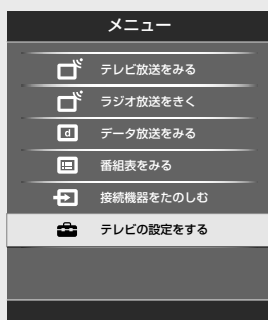 メニュー
テレビ放送をみる
ラジオ放送をきく
d データ放送をみる
番組表をみる
接続機器をたのしむ
テレビの設定をする